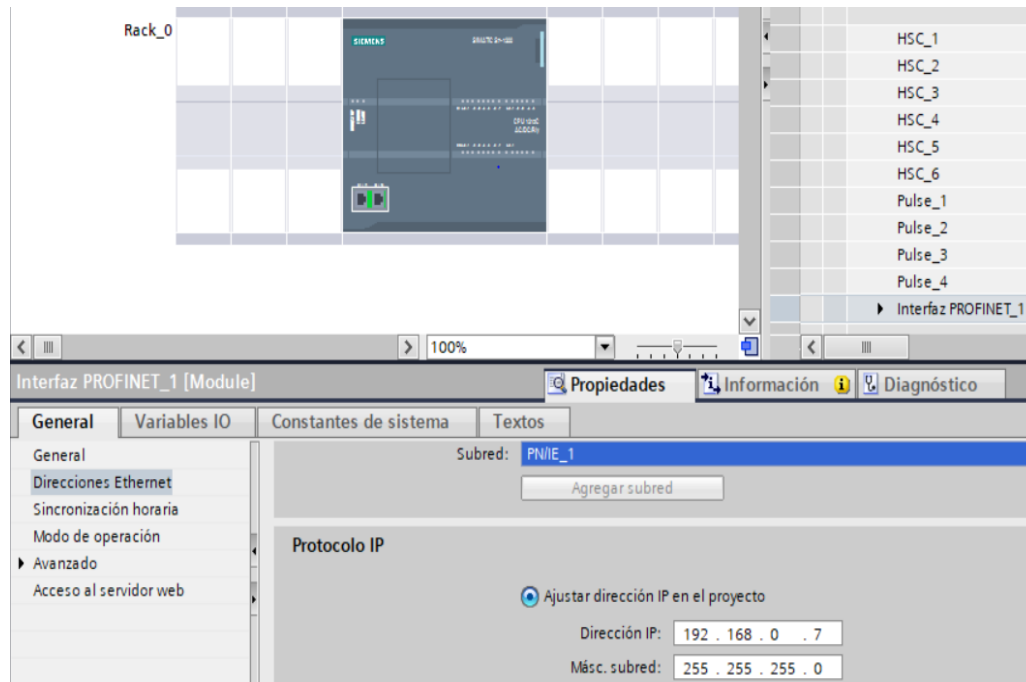 Rack_0
SIEMENS
SIMATIC S7-1200
HSC_1
HSC_2
HSC_3
HSC_4
HSC_5
HSC_6
Pulse_1
Pulse_2
Pulse_3
Pulse_4
Interfaz PROFINET_1
100%
Interfaz PROFINET_1 [Module]
Propiedades
Información
Diagnóstico
General
Variables IO
Constantes de sistema
Textos
General
Direcciones Ethernet
Sincronización horaria
Modo de operación
Avanzado
Acceso al servidor web
Subred: PN/IE_1
Agregar subred
Protocolo IP
Ajustar dirección IP en el proyecto
Dirección IP: 192 . 168 . 0 . 7
Másc. subred: 255 . 255 . 255 . 0